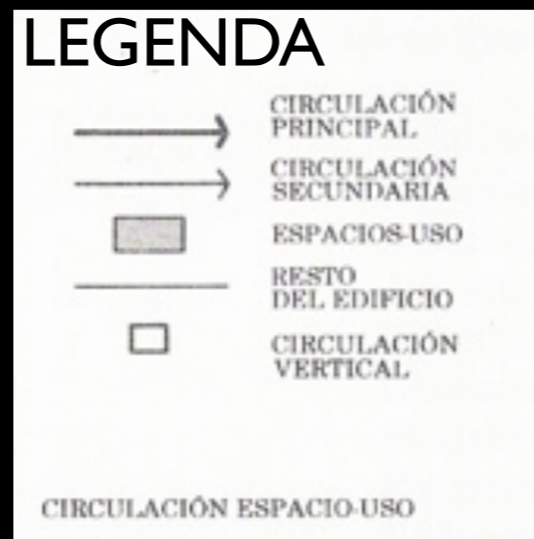 LEGENDA
CIRCULACIÓN
PRINCIPAL
CIRCULACIÓN
SECUNDARIA
ESPACIOS-USO
RESTO
DEL EDIFICIO
CIRCULACIÓN
VERTICAL
CIRCULACIÓN ESPACIO-USO